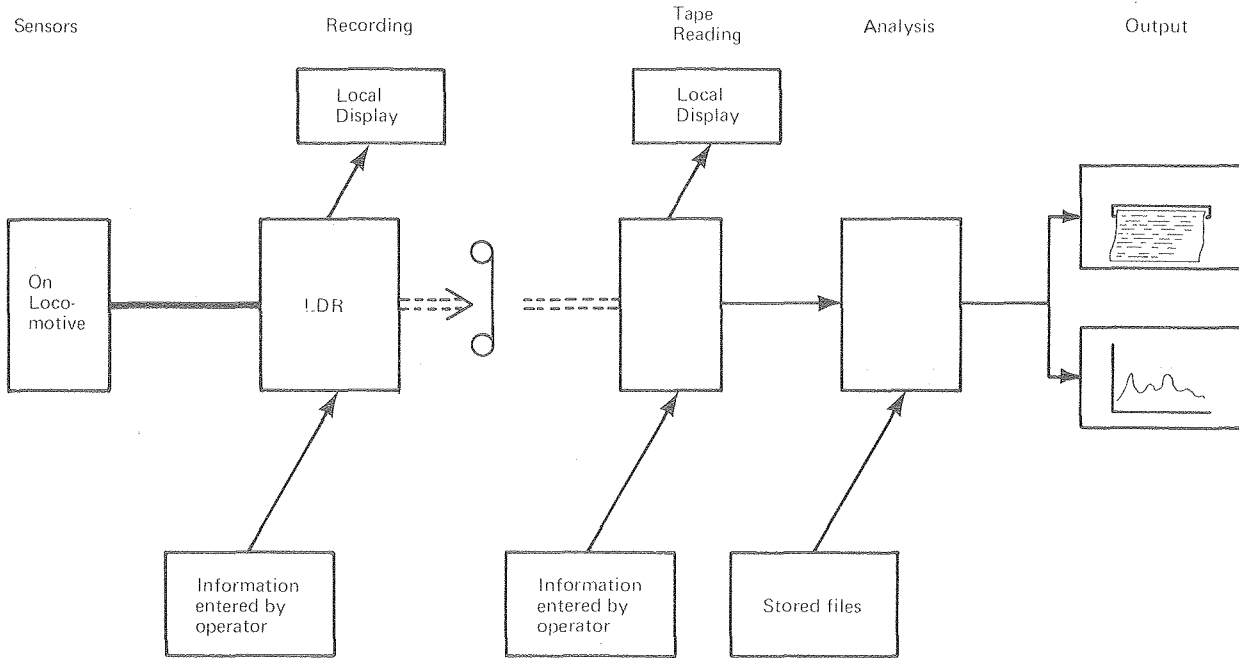 Sensors
Recording
Tape
Reading
Analysis
Output
Local
Display
Local
Display
On
Loco-
motive
LDR
Information
entered by
operator
Information
entered by
operator
Stored files